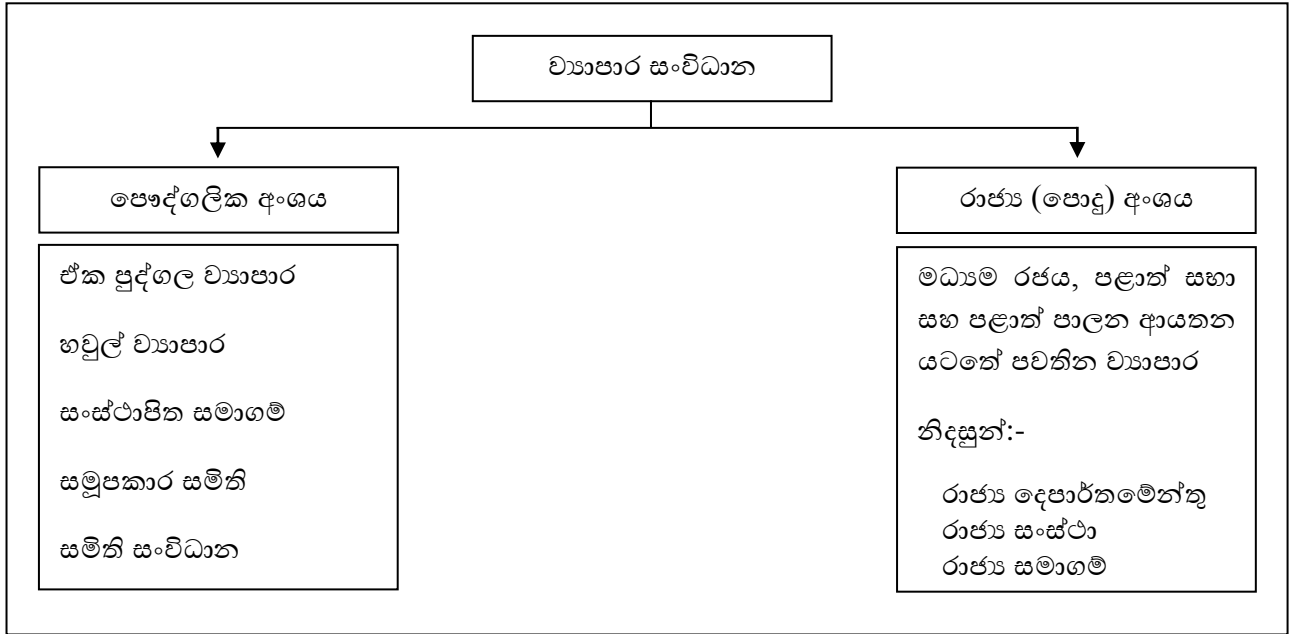 ව්‍යාපාර සංවිධාන
පෞද්ගලික අංශය
ඒක පුද්ගල ව්‍යාපාර
හවුල් ව්‍යාපාර
සංස්ථාපිත සමාගම්
සමූපකාර සමිති
සමිති සංවිධාන
රාජ්‍ය (පොදු) අංශය
මධ්‍යම රජය, පළාත් සභා
සහ පළාත් පාලන ආයතන
යටතේ පවතින ව්‍යාපාර
නිදසුන්:-
රාජ්‍ය දෙපාර්තමේන්තු
රාජ්‍ය සංස්ථා
රාජ්‍ය සමාගම්